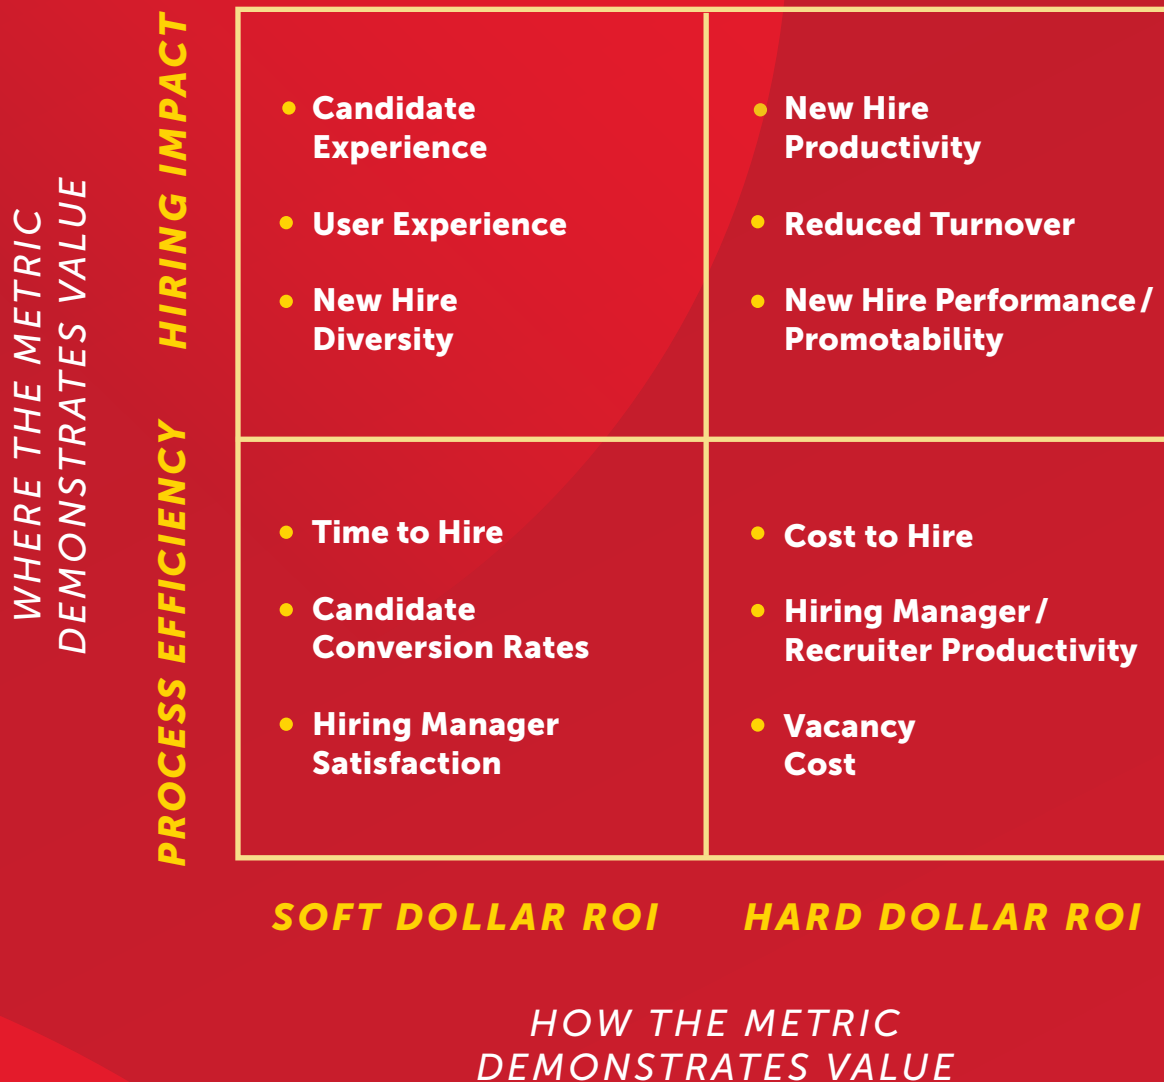 WHERE THE METRIC
DEMONSTRATES VALUE
HIRING IMPACT
Candidate
Experience
User Experience
New Hire
Diversity
New Hire
Productivity
Reduced Turnover
New Hire Performance/
Promotability
PROCESS EFFICIENCY
Time to Hire
Candidate
Conversion Rates
Hiring Manager
Satisfaction
Cost to Hire
Hiring Manager/
Recruiter Productivity
Vacancy
Cost
SOFT DOLLAR ROI
HARD DOLLAR ROI
HOW THE METRIC
DEMONSTRATES VALUE